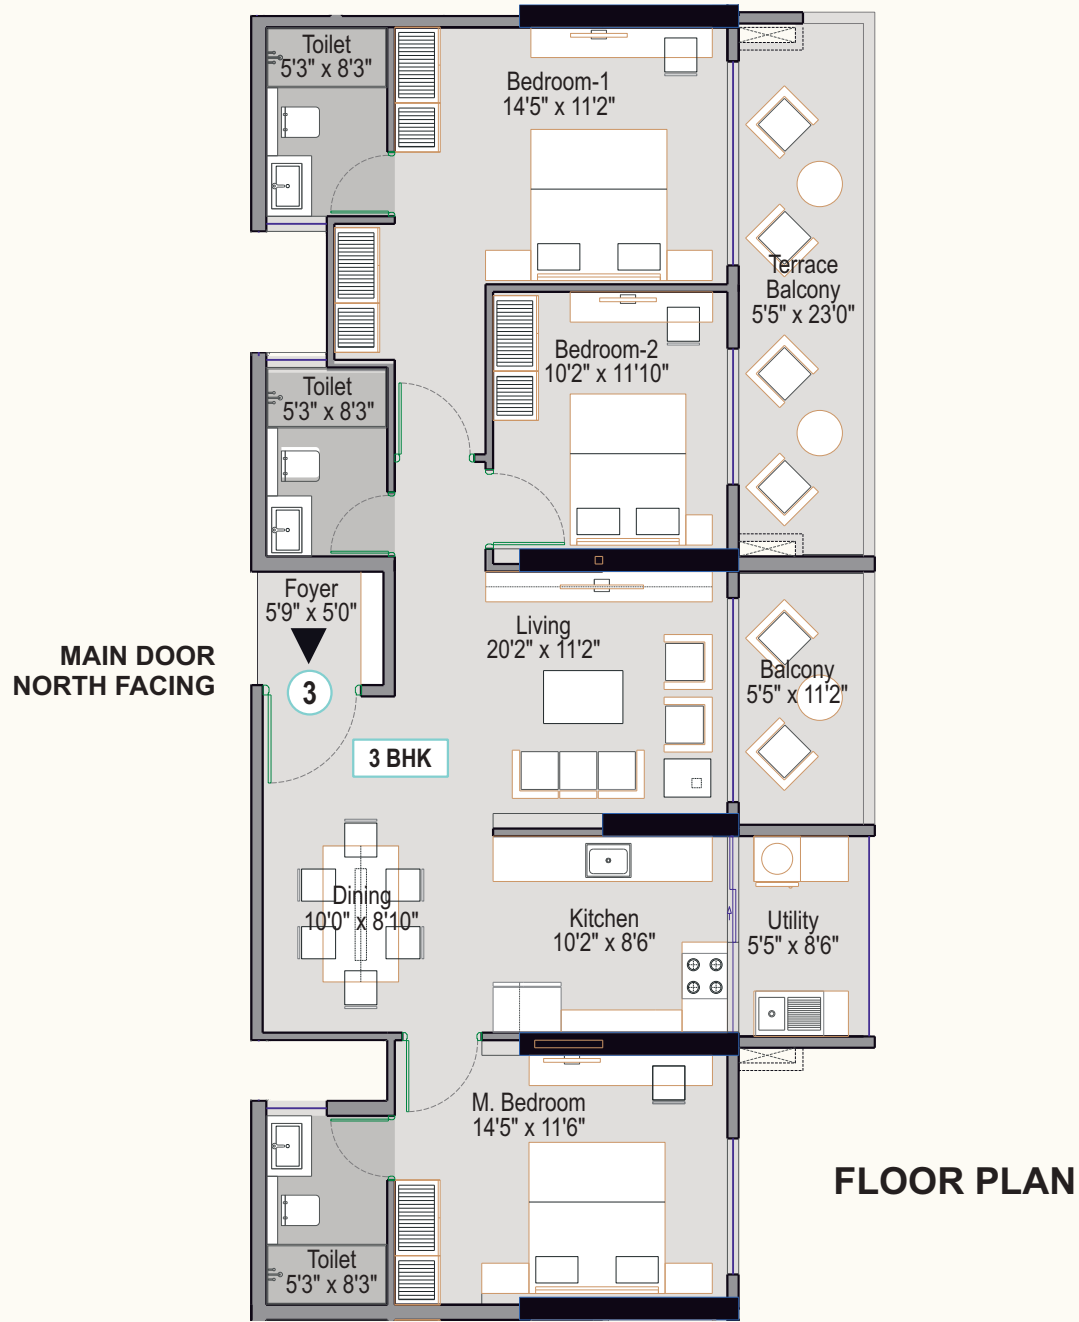 Toilet
5'3" x 8'3"
Bedroom-1
14'5" x 11'2"
Terrace
Balcony
5'5" x 23'0"
Bedroom-2
10'2" x 11'10"
Toilet
5'3" x 8'3"
Foyer
5'9" x 5'0"
MAIN DOOR
NORTH FACING
3
Living
20'2" x 11'2"
Balcony
5'5" x 11'2"
3 BHK
Dining
10'0" x 8'10"
Kitchen
10'2" x 8'6"
Utility
5'5" x 8'6"
M. Bedroom
14'5" x 11'6"
FLOOR PLAN
Toilet
5'3" x 8'3"